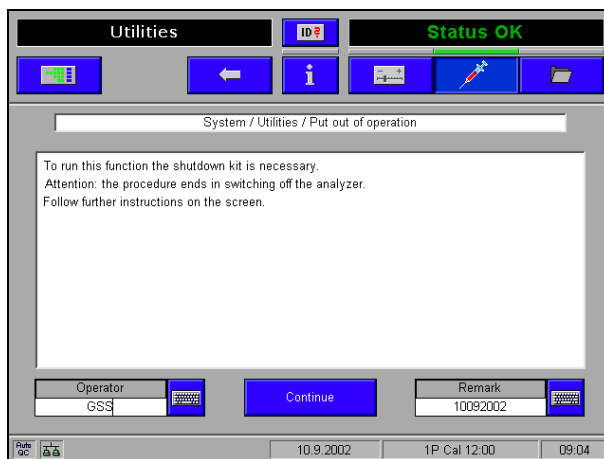 Utilities
ID?
Status OK
i
System / Utilities / Put out of operation
To run this function the shutdown kit is necessary.
Attention: the procedure ends in switching off the analyzer.
Follow further instructions on the screen.
Operator
GSS
Continue
Remark
10092002
Auto
QC
10.9.2002
1P Cal 12:00
09:04